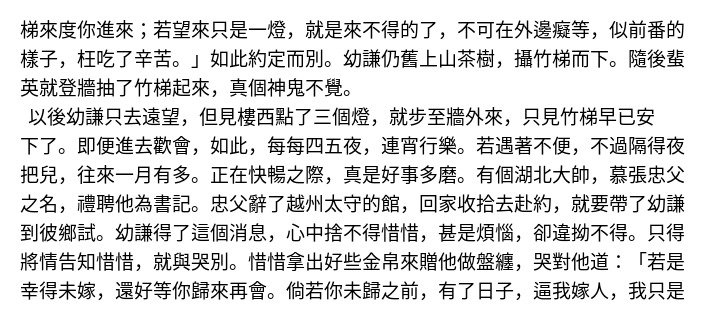 梯來度你進來；若望來只是一燈，就是來不得的了，不可在外邊癡等，似前番的
樣子，枉吃了辛苦。」如此約定而別。幼謙仍舊上山茶樹，攝竹梯而下。隨後蜚
英就登牆抽了竹梯起來，真個神鬼不覺。
以後幼謙只去遠望，但見樓西點了三個燈，就步至牆外來，只見竹梯早已安
下了。即便進去歡會，如此，每每四五夜，連宵行樂。若遇著不便，不過隔得夜
把兒，往來一月有多。正在快暢之際，真是好事多磨。有個湖北大帥，慕張忠父
之名，禮聘他為書記。忠父辭了越州太守的館，回家收拾去赴約，就要帶了幼謙
到彼鄉試。幼謙得了這個消息，心中捨不得惜惜，甚是煩惱，卻違拗不得。只得
將情告知惜惜，就與哭別。惜惜拿出好些金帛來贈他做盤纏，哭對他道：「若是
幸得未嫁，還好等你歸來再會。倘若你未歸之前，有了日子，逼我嫁人，我只是